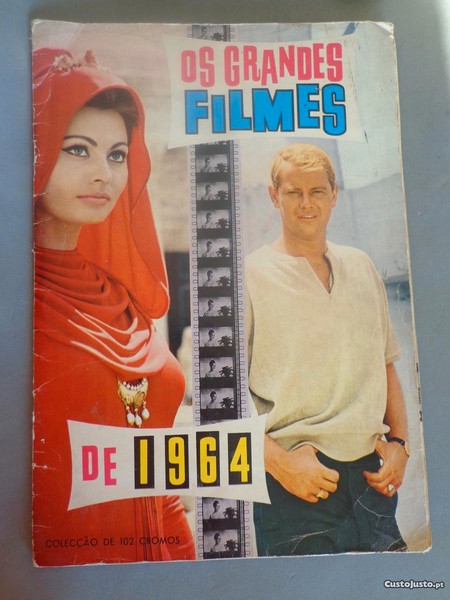 OS GRANDES
FILMES
DE 1964
COLECÇÃO DE 102 CROMOS
CustoJusto.pt